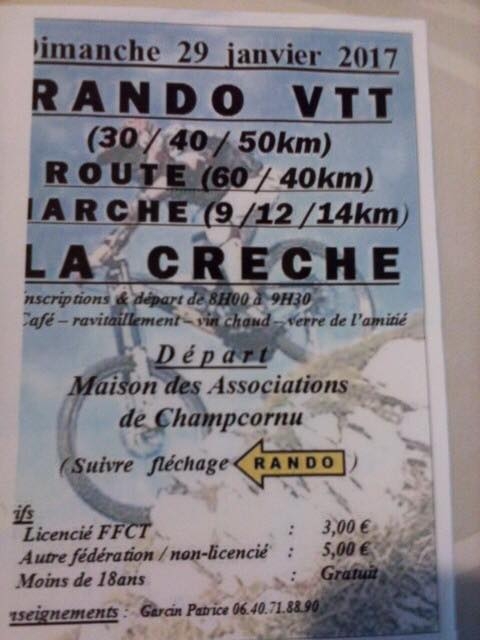 Dimanche 29 janvier 2017
RANDO VTT
(30 / 40 / 50km)
ROUTE (60 / 40km)
MARCHE (9 /12 /14km)
LA CRECHE
Inscriptions & départ de 8H00 à 9H30
Café – ravitaillement – vin chaud – verre de l'amitié
Départ
Maison des Associations
de Champcornu
(Suivre fléchage RANDO )
ifs
Licencié FFCT : 3,00 €
Autre fédération / non-licencié : 5,00 €
Moins de 18ans : Gratuit
nseignements : Garcin Patrice 06.40.71.88.90